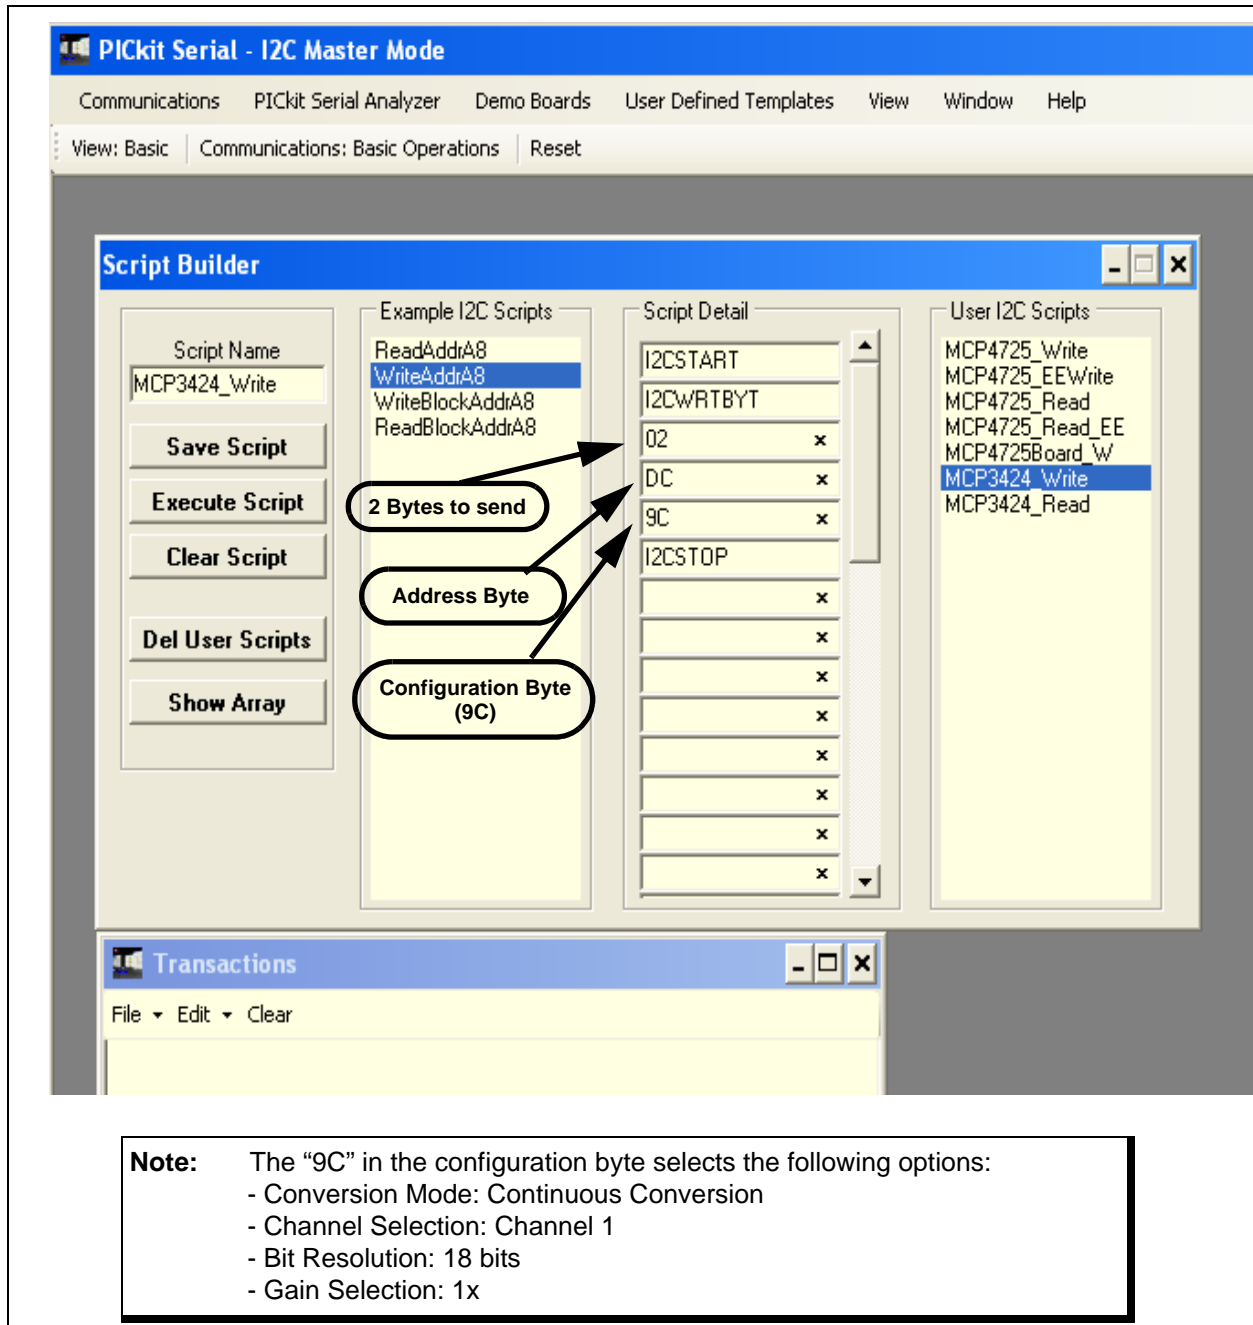 PICkit Serial - I2C Master Mode
Communications PICkit Serial Analyzer Demo Boards User Defined Templates View Window Help
View: Basic Communications: Basic Operations Reset
Script Builder
Script Name
MCP3424_Write
Save Script
Execute Script
Clear Script
Del User Scripts
Show Array
Example I2C Scripts
ReadAddrA8
WriteAddrA8
WriteBlockAddrA8
ReadBlockAddrA8
2 Bytes to send
Address Byte
Configuration Byte
(9C)
Script Detail
I2CSTART
I2CWRTBYT
02
DC
9C
I2CSTOP
User I2C Scripts
MCP4725_Write
MCP4725_EEWrite
MCP4725_Read
MCP4725_Read_EE
MCP4725Board_W
MCP3424_Write
MCP3424_Read
Transactions
File Edit Clear
Note: The “9C” in the configuration byte selects the following options:
- Conversion Mode: Continuous Conversion
- Channel Selection: Channel 1
- Bit Resolution: 18 bits
- Gain Selection: 1x